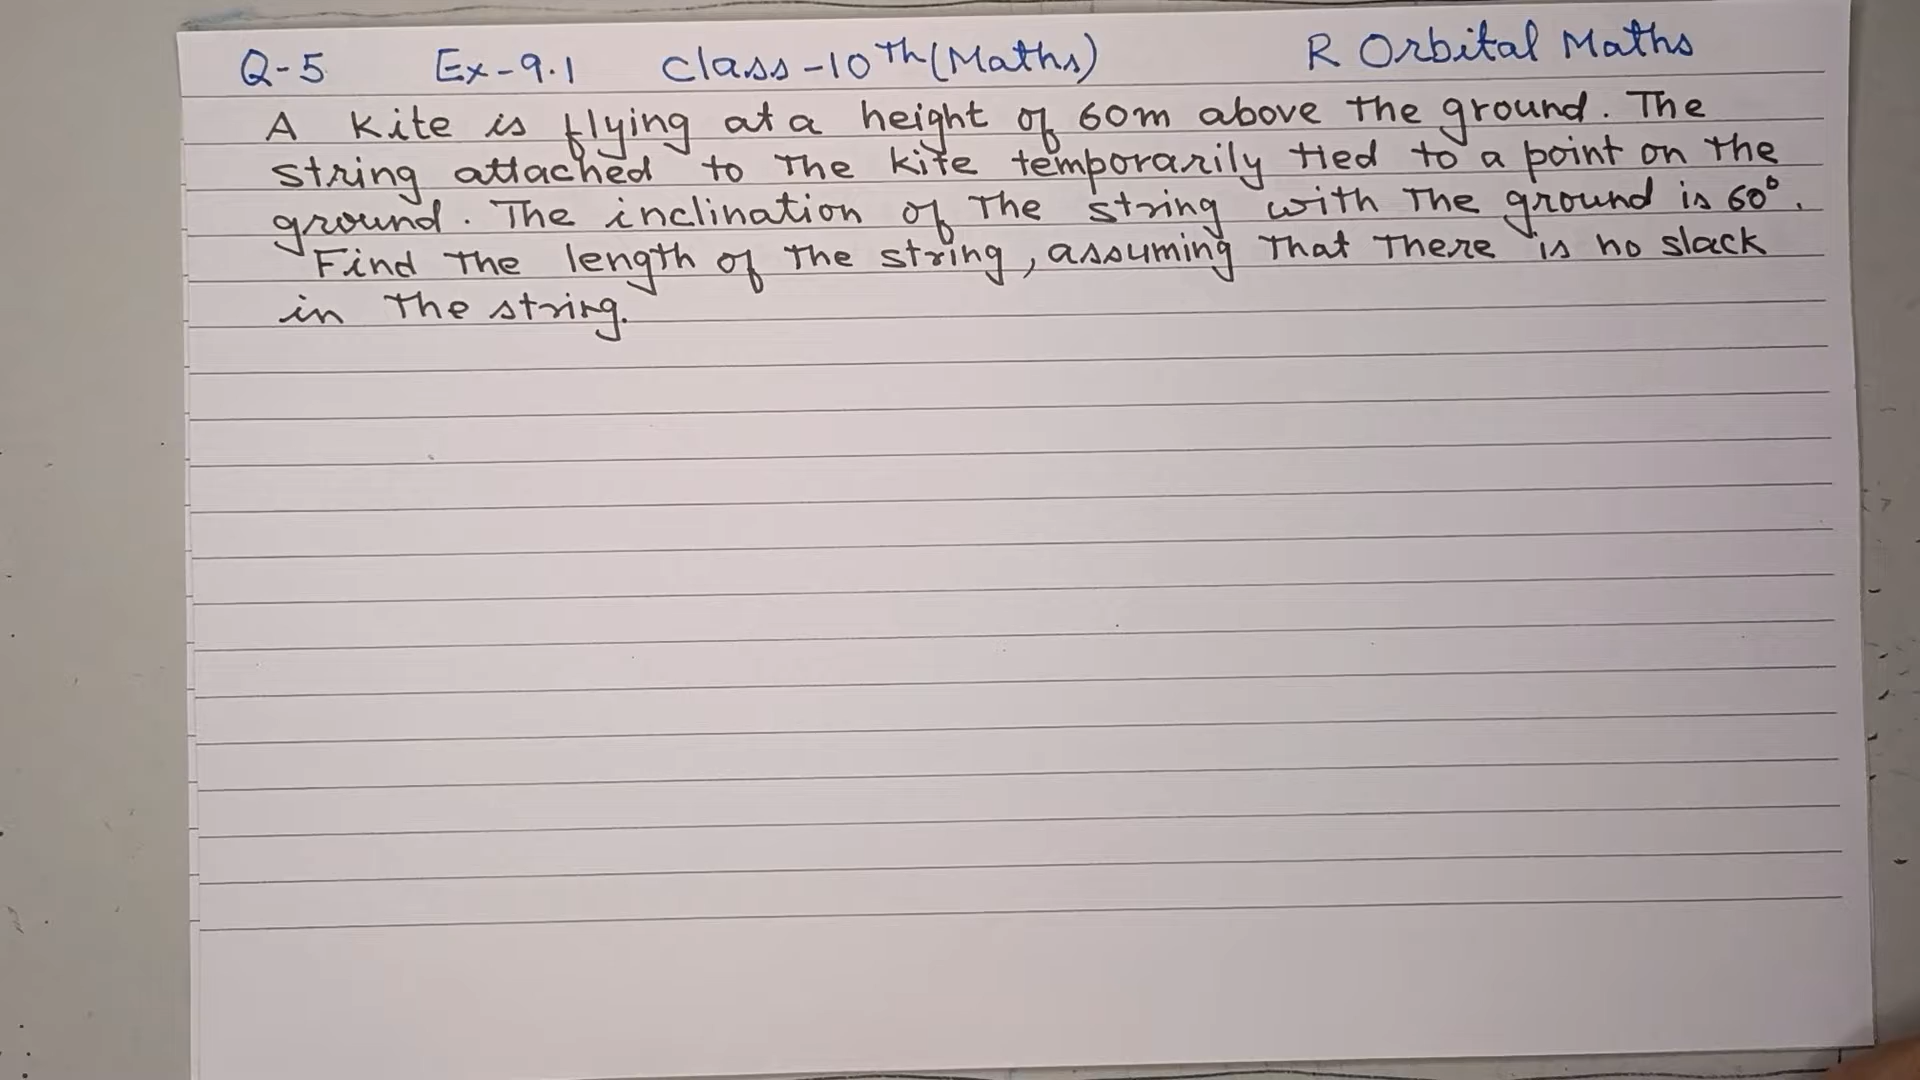 Q-5 Ex-9.1 Class-10Th(Maths) R Orbital Maths
A Kite is flying at a height of 60m above The ground. The
string attached to The kite temporarily tied to a point on The
ground. The inclination of The string with The ground is 60°.
Find The length of The string, assuming That There is no slack
in The string.